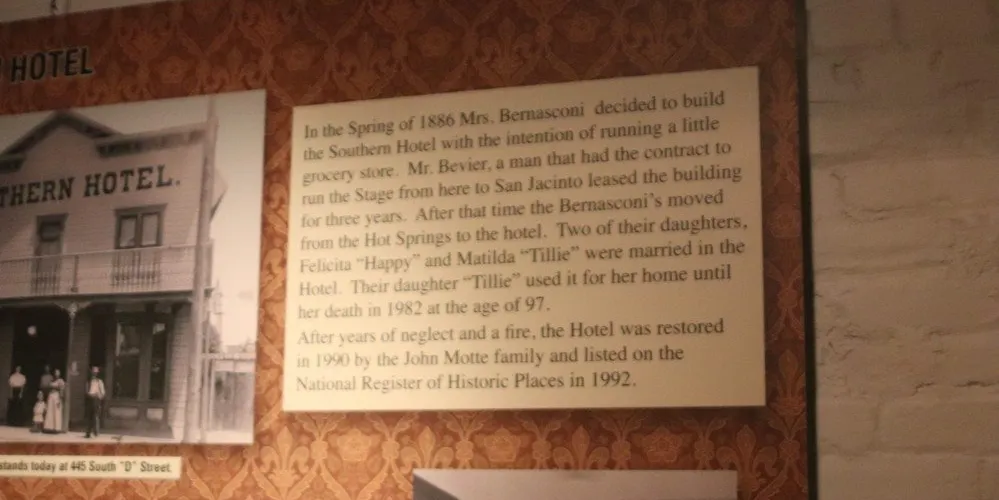 HOTEL
THERN HOTEL.
In the Spring of 1886 Mrs. Bernasconi decided to build
the Southern Hotel with the intention of running a little
grocery store. Mr. Bevier, a man that had the contract to
run the Stage from here to San Jacinto leased the building
for three years. After that time the Bernasconi's moved
from the Hot Springs to the hotel. Two of their daughters,
Felicita "Happy" and Matilda "Tillie" were married in the
Hotel. Their daughter "Tillie" used it for her home until
her death in 1982 at the age of 97.
After years of neglect and a fire, the Hotel was restored
in 1990 by the John Motte family and listed on the
National Register of Historic Places in 1992.
stands today at 445 South "D" Street.